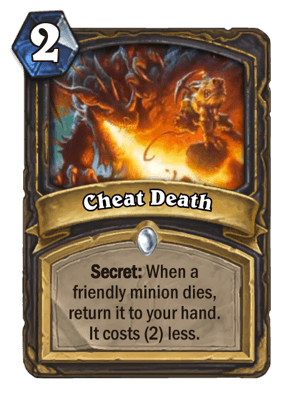 2
Cheat Death
Secret: When a
friendly minion dies,
return it to your hand.
It costs (2) less.